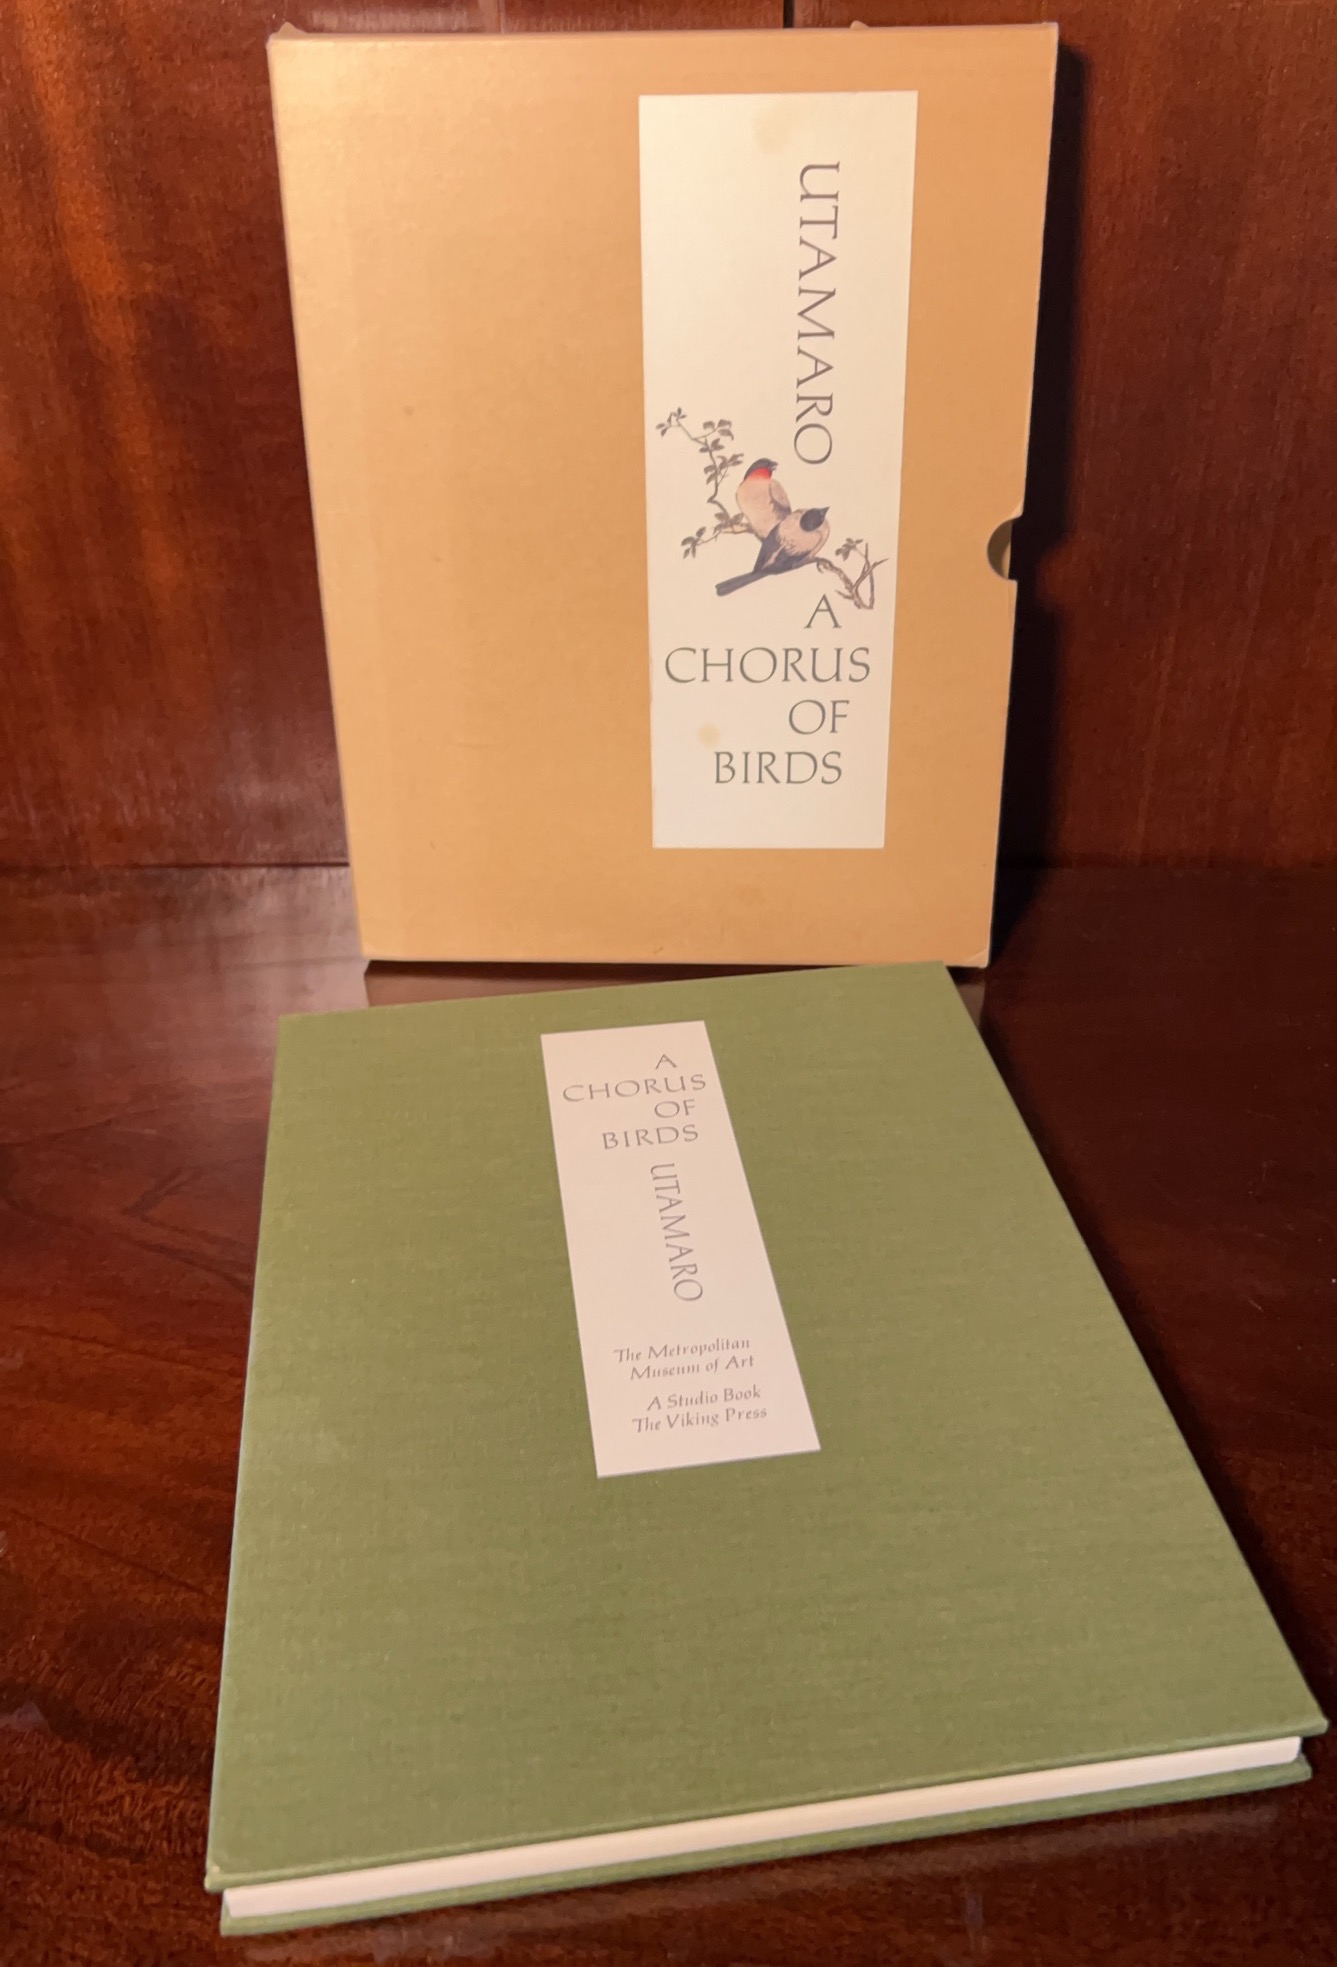 UTAMARO
A
CHORUS
OF
BIRDS
A
CHORUS
OF
BIRDS
UTAMARO
The Metropolitan
Museum of Art
A Studio Book
The Viking Press